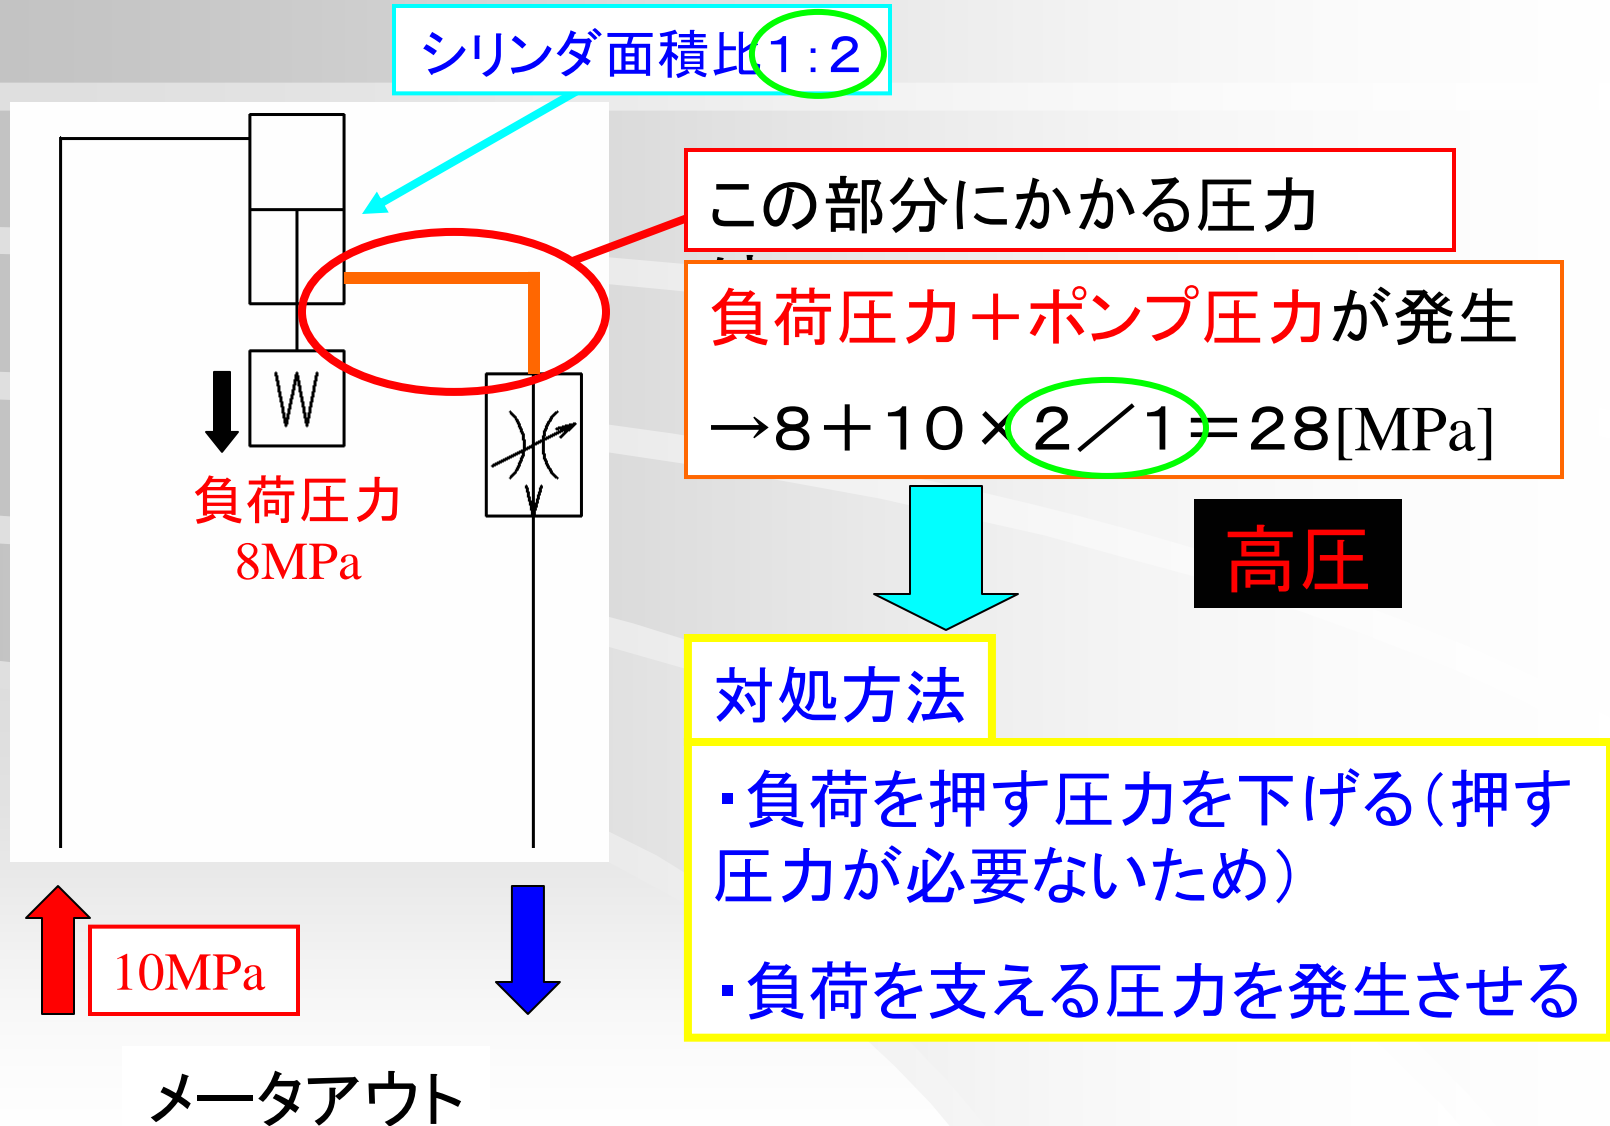 シリンダ面積比1:2
この部分にかかる圧力
負荷圧力＋ポンプ圧力が発生
→8＋10×2／1＝28[MPa]
W
負荷圧力
8MPa
高圧
対処方法
・負荷を押す圧力を下げる（押す
圧力が必要ないため）
・負荷を支える圧力を発生させる
10MPa
メータアウト